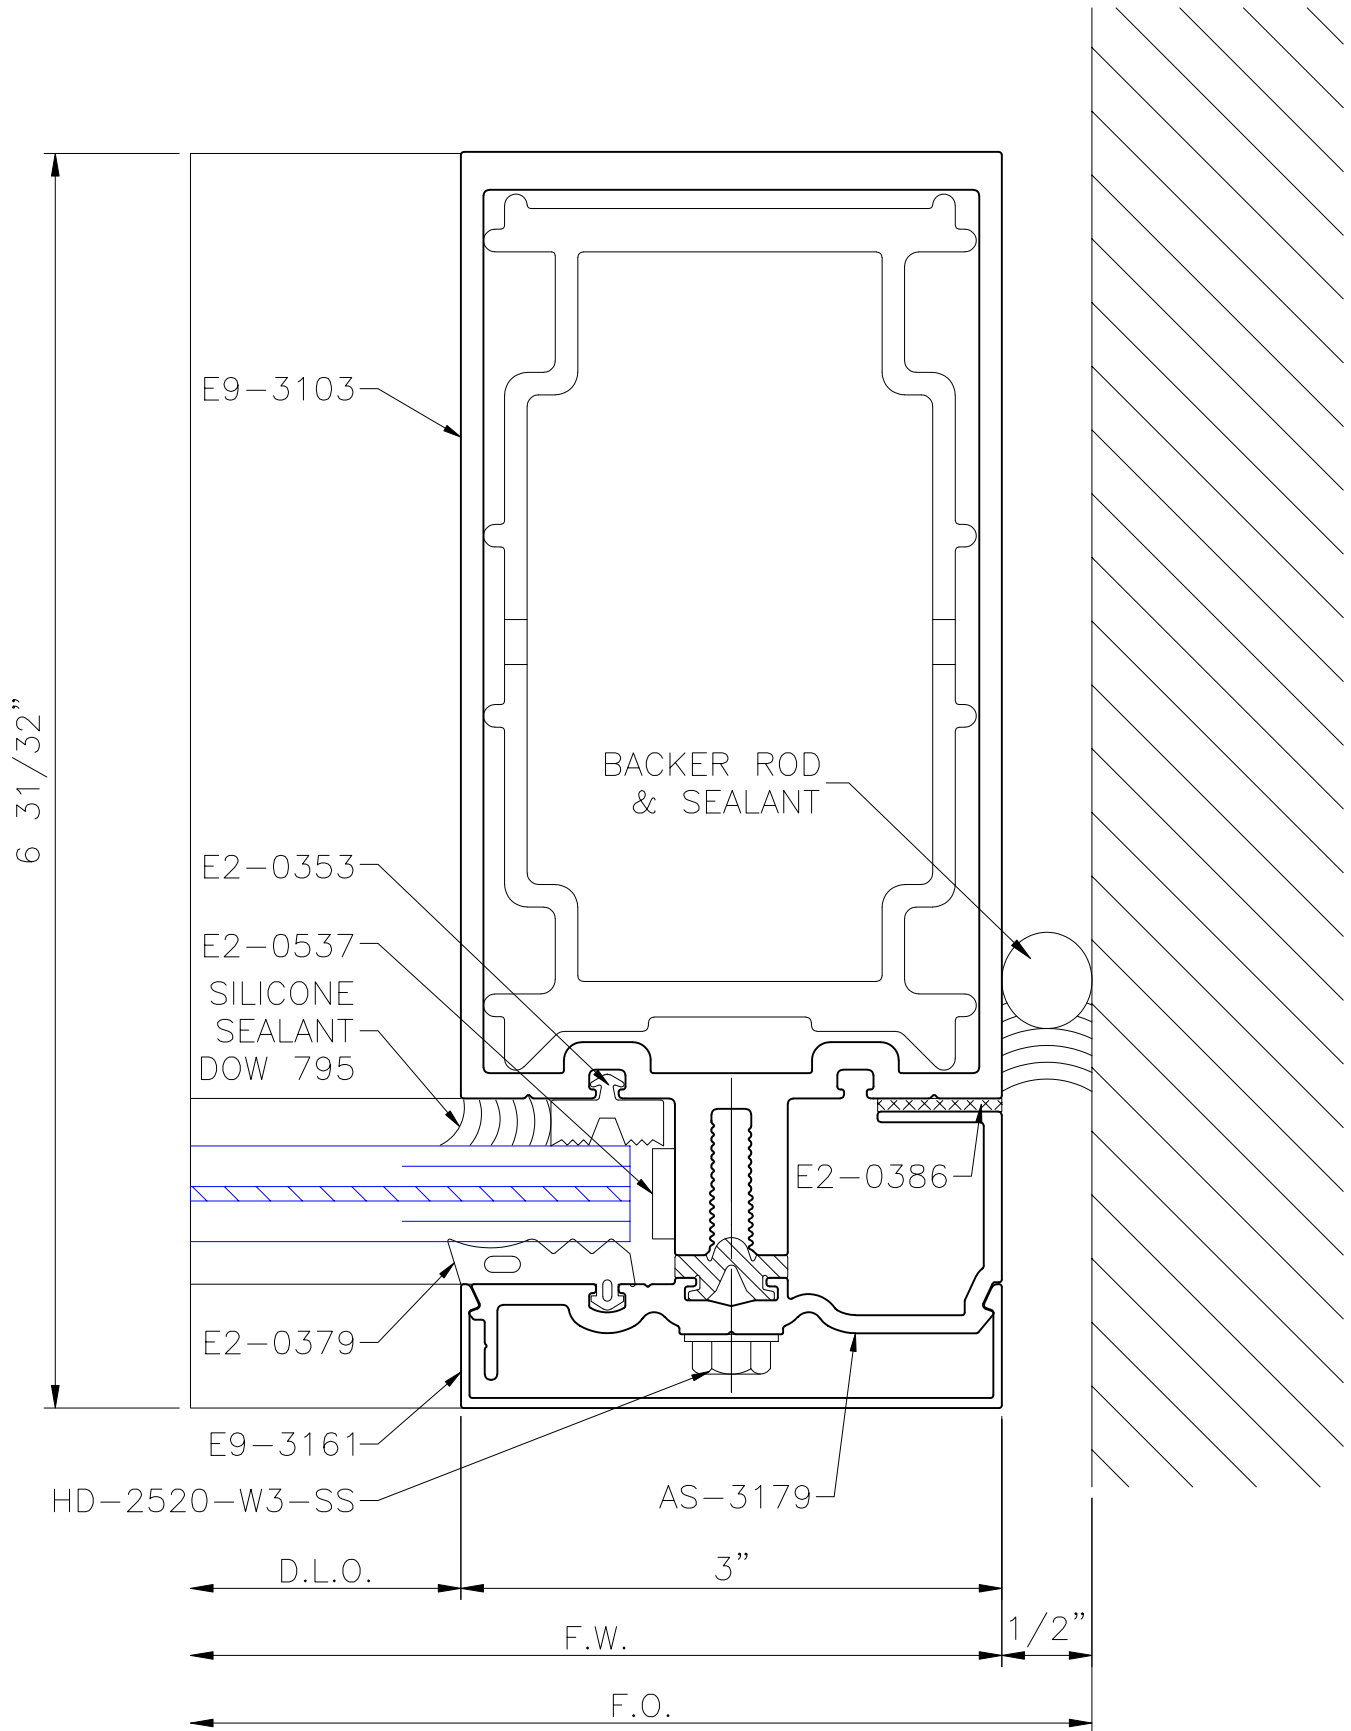 E9-3103
6 31/32”
BACKER ROD
& SEALANT
E2-0353
E2-0537
SILICONE
SEALANT
DOW 795
E2-0386
E2-0379
E9-3161
HD-2520-W3-SS
AS-3179
D.L.O.
3”
F.W.
1/2”
F.O.